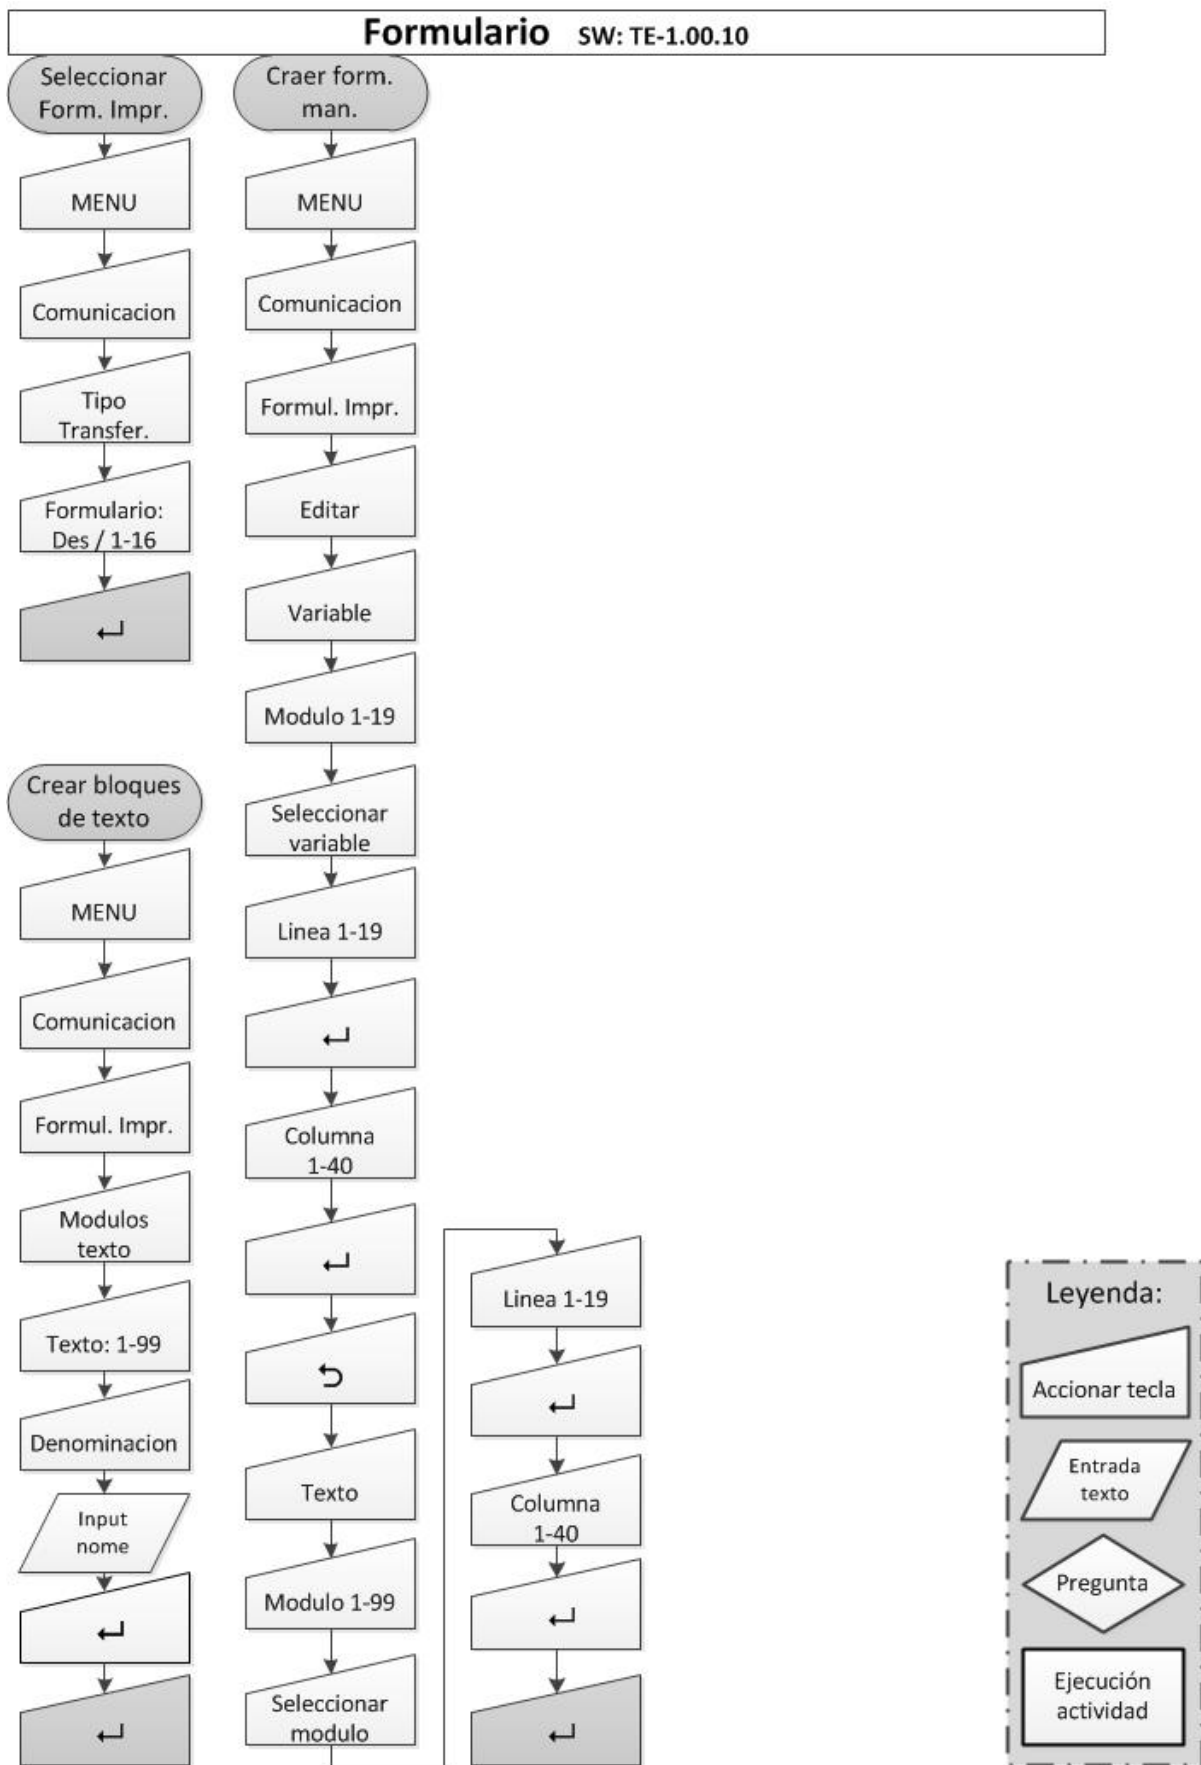 Formulario SW: TE-1.00.10
Seleccionar
Form. Impr.
MENU
Comunicacion
Tipo
Transfer.
Formulario:
Des / 1-16
↵
Crear bloques
de texto
MENU
Comunicacion
Formul. Impr.
Modulos
texto
Texto: 1-99
Denominacion
Input
nome
↵
↵
Craer form.
man.
MENU
Comunicacion
Formul. Impr.
Editar
Variable
Modulo 1-19
Seleccionar
variable
Linea 1-19
↵
Columna
1-40
↵
⮌
Texto
Modulo 1-99
Seleccionar
modulo
Linea 1-19
↵
Columna
1-40
↵
↵
Leyenda:
Accionar tecla
Entrada
texto
Pregunta
Ejecución
actividad